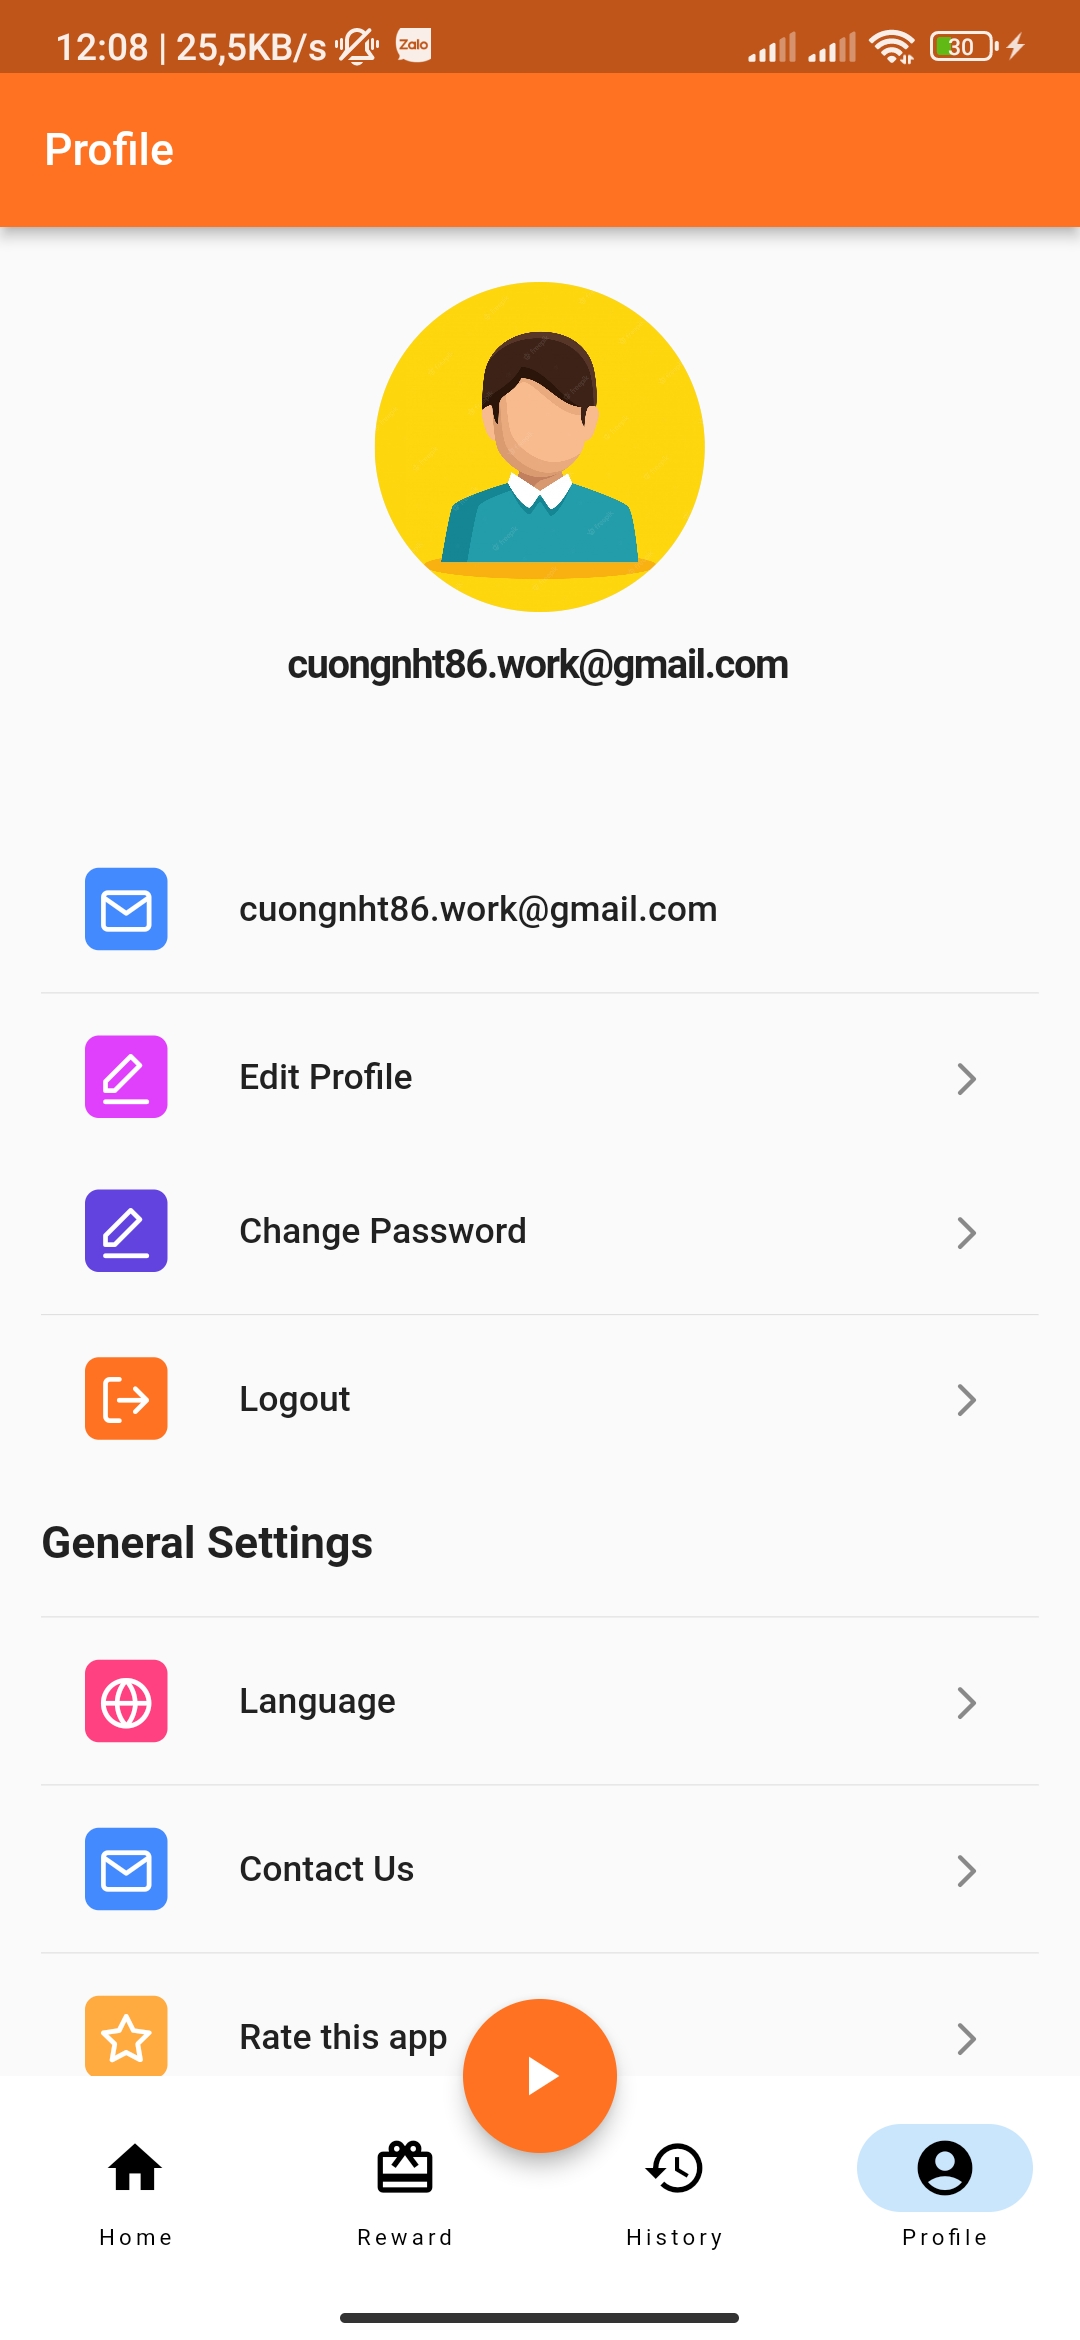 12:08 | 25,5KB/s Zalo 30
Profile
cuongnht86.work@gmail.com
cuongnht86.work@gmail.com
Edit Profile
Change Password
Logout
General Settings
Language
Contact Us
Rate this app
Home Reward History Profile